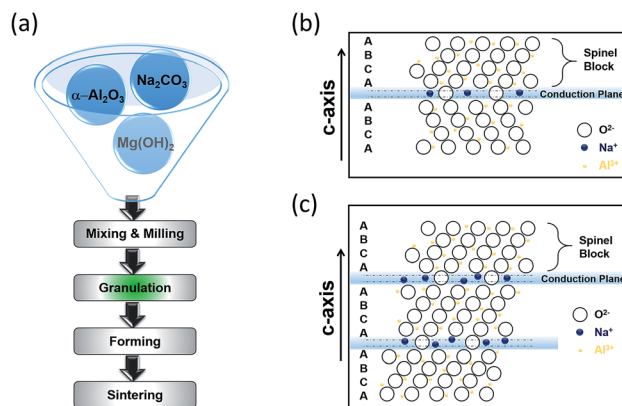 (a)
Na₂CO₃
α-Al₂O₃
Mg(OH)₂
Mixing & Milling
Granulation
Forming
Sintering
(b)
c-axis
A
B
C
A
A
B
C
A
Spinel
Block
Conduction Plane
O²⁻
Na⁺
Al³⁺
(c)
c-axis
A
B
C
A
A
B
C
A
A
B
C
A
Spinel
Block
Conduction Plane
O²⁻
Na⁺
Al³⁺